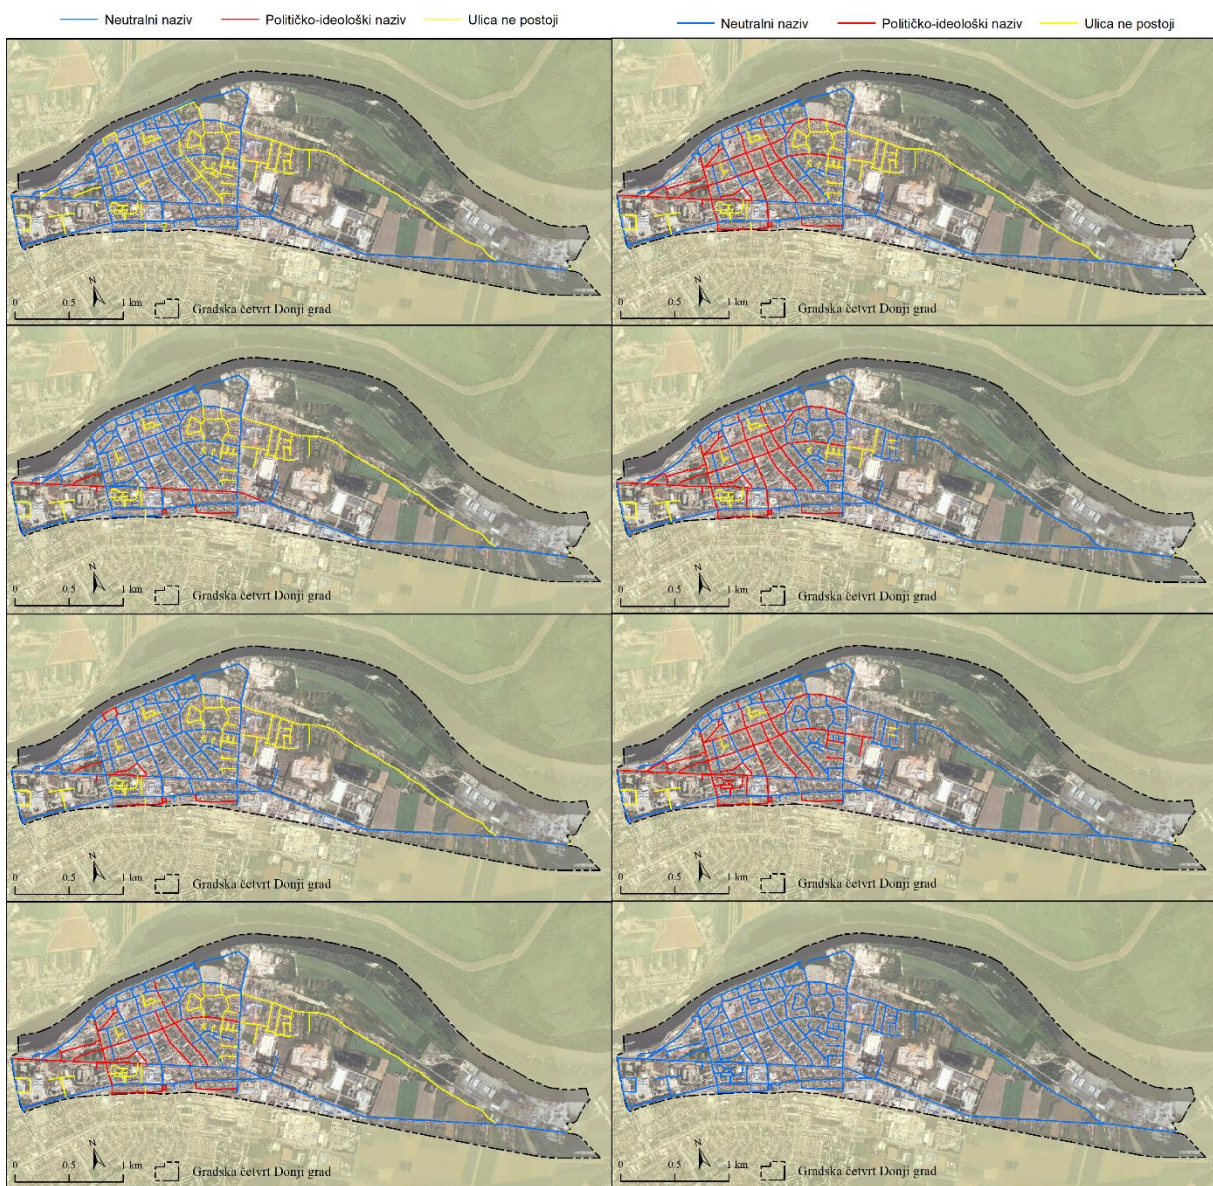 Neutralni naziv Političko-ideološki naziv Ulica ne postoji
Neutralni naziv Političko-ideološki naziv Ulica ne postoji
N
0 0.5 1 km Gradska četvrt Donji grad
N
0 0.5 1 km Gradska četvrt Donji grad
N
0 0.5 1 km Gradska četvrt Donji grad
N
0 0.5 1 km Gradska četvrt Donji grad
N
0 0.5 1 km Gradska četvrt Donji grad
N
0 0.5 1 km Gradska četvrt Donji grad
N
0 0.5 1 km Gradska četvrt Donji grad
N
0 0.5 1 km Gradska četvrt Donji grad